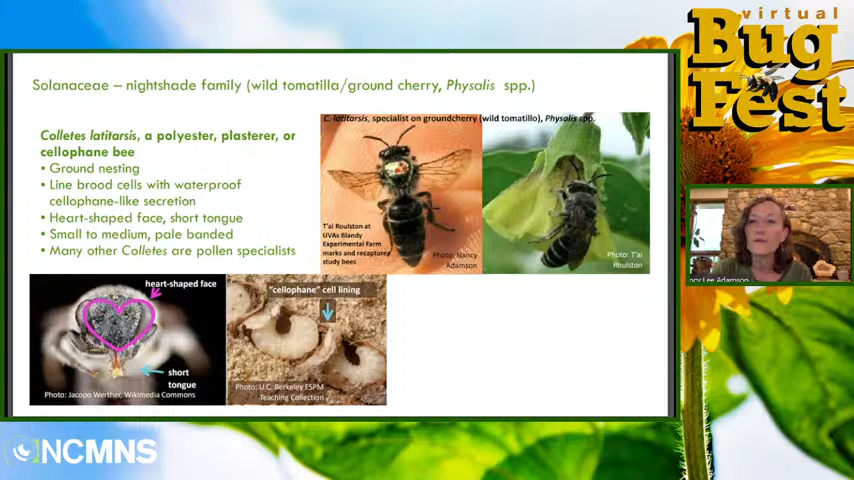 virtual
Bug
Fest
Solanaceae – nightshade family (wild tomatilla/ground cherry, Physalis spp.)
Colletes latitarsis, a polyester, plasterer, or
cellophane bee
• Ground nesting
• Line brood cells with waterproof
cellophane-like secretion
• Heart-shaped face, short tongue
• Small to medium, pale banded
• Many other Colletes are pollen specialists
C. latitarsis, specialist on groundcherry (wild tomatillo), Physalis spp.
T'ai Roulston at
UVAs Blandy
Experimental Farm
marks and recaptures
study bees
Photo: Nancy
Adamson
Photo: T'ai
Roulston
heart-shaped face
short
tongue
Photo: Jacopo Werther, Wikimedia Commons
"cellophane" cell lining
Photo: U.C. Berkeley ESPM
Teaching Collection
Lee Adamson
NCMNS